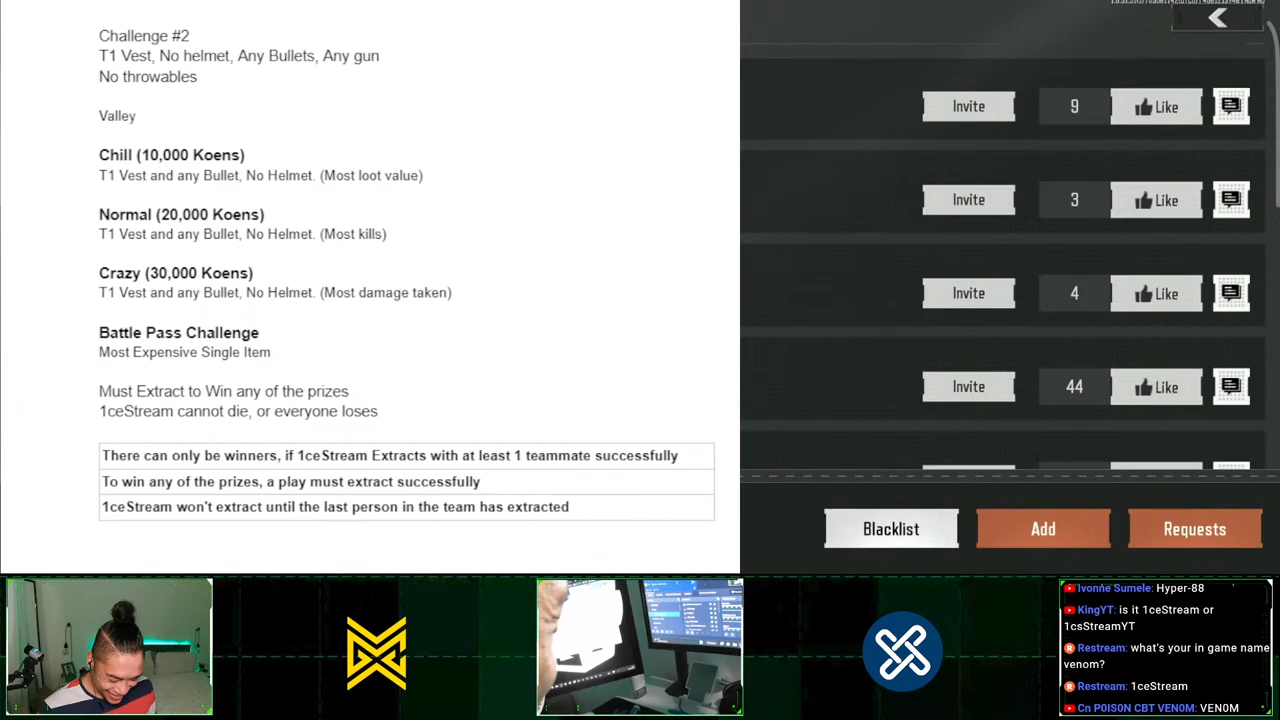 Challenge #2
T1 Vest, No helmet, Any Bullets, Any gun
No throwables
Valley
Chill (10,000 Koens)
T1 Vest and any Bullet, No Helmet. (Most loot value)
Normal (20,000 Koens)
T1 Vest and any Bullet, No Helmet. (Most kills)
Crazy (30,000 Koens)
T1 Vest and any Bullet, No Helmet. (Most damage taken)
Battle Pass Challenge
Most Expensive Single Item
Must Extract to Win any of the prizes
1ceStream cannot die, or everyone loses
There can only be winners, if 1ceStream Extracts with at least 1 teammate successfully
To win any of the prizes, a play must extract successfully
1ceStream won't extract until the last person in the team has extracted
Invite 9 Like
Invite 3 Like
Invite 4 Like
Invite 44 Like
Blacklist Add Requests
Ivonne Sumele: Hyper-88
KingYT: is it 1ceStream or
1csStreamYT
Restream: what's your in game name
venom?
Restream: 1ceStream
Cn P0IS0N CBT VEN0M: VEN0M